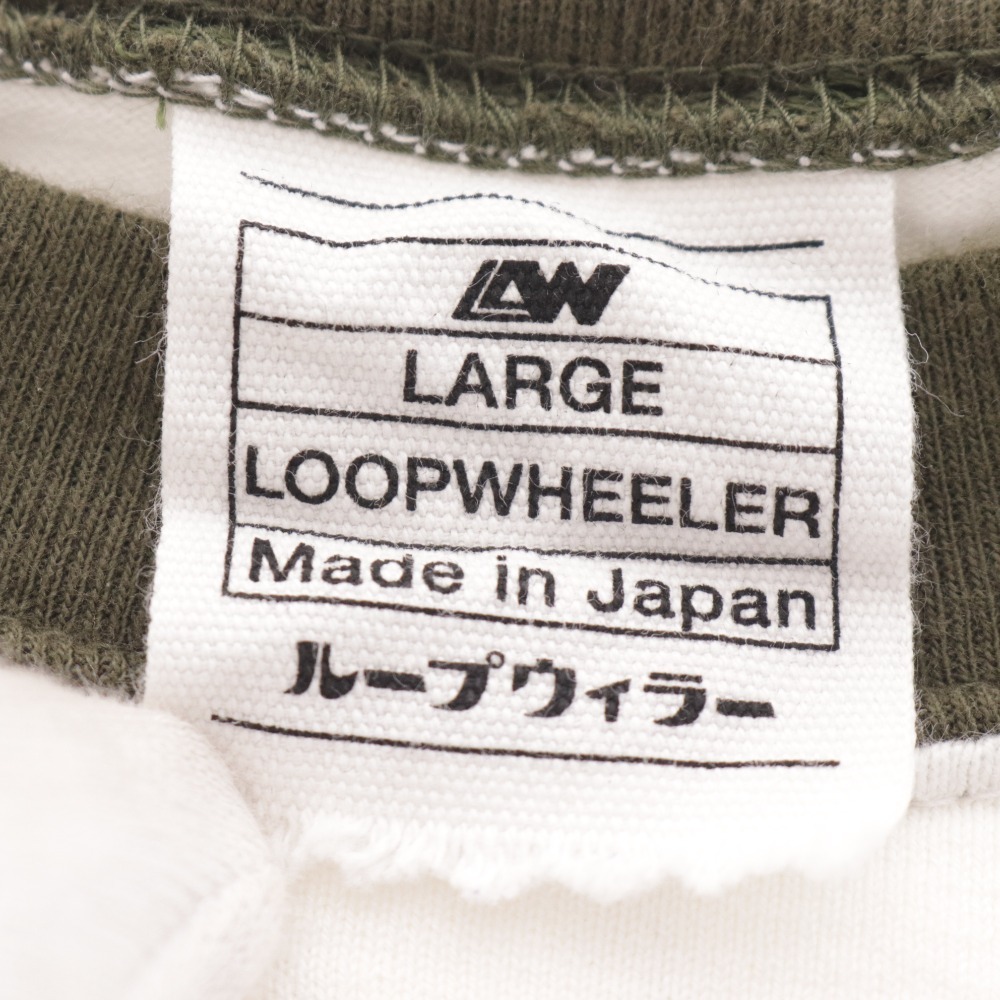 LW
LARGE
LOOPWHEELER
Made in Japan
ループウィラー